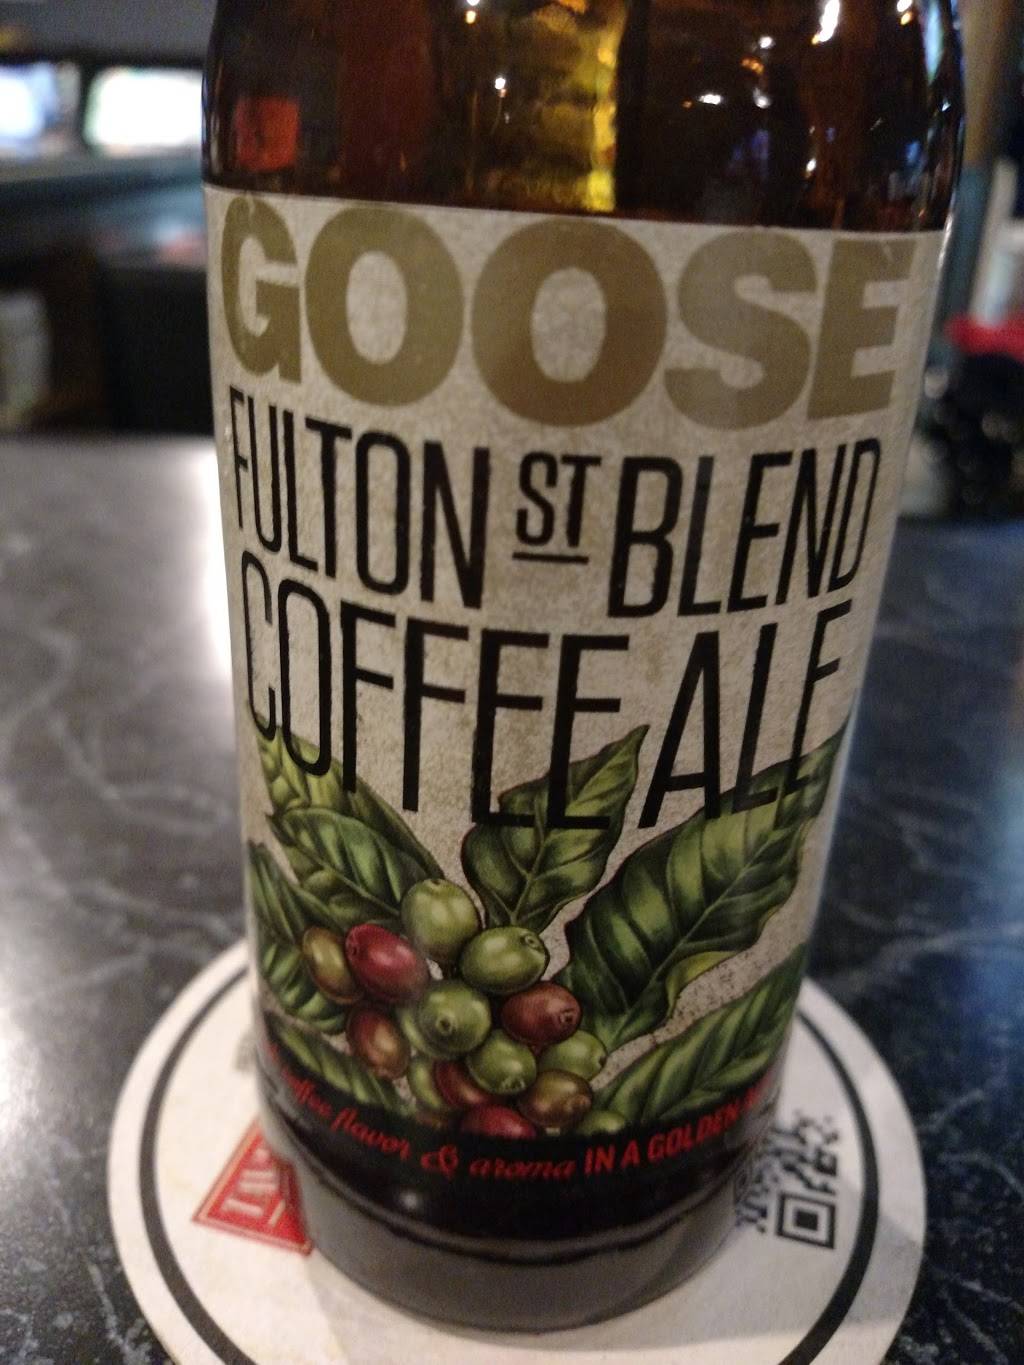 GOOSE
FULTON ST BLEND
COFFEE ALE
coffee flavor & aroma IN A GOLDEN